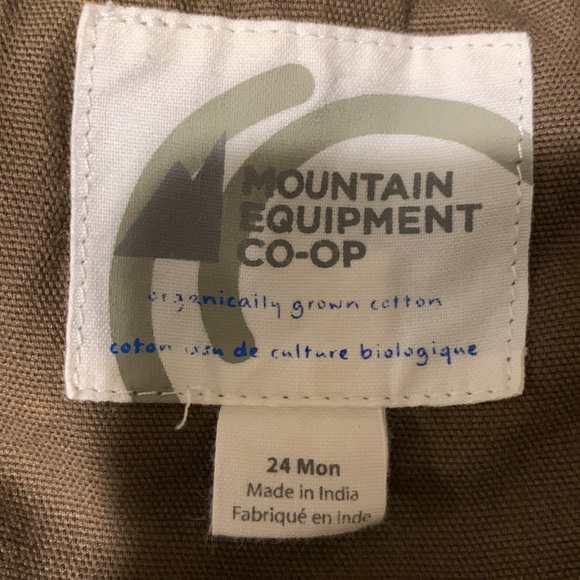 MOUNTAIN
EQUIPMENT
CO-OP
organically grown cotton
coton issu de culture biologique
24 Mon
Made in India
Fabriqué en Inde